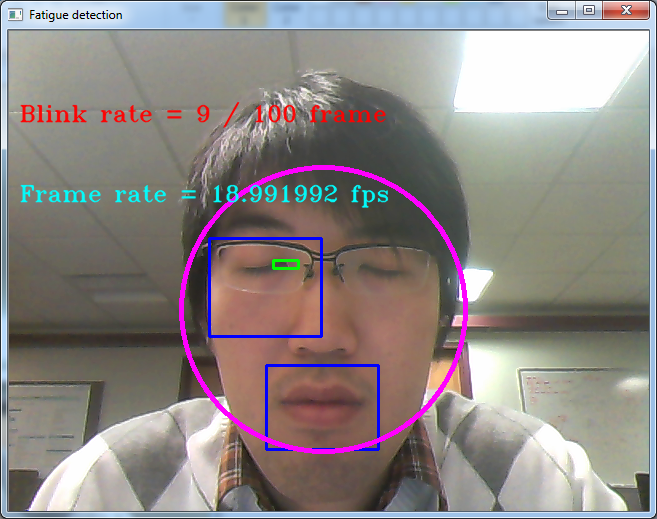 Fatigue detection
Blink rate = 9 / 100 frame
Frame rate = 18.991992 fps